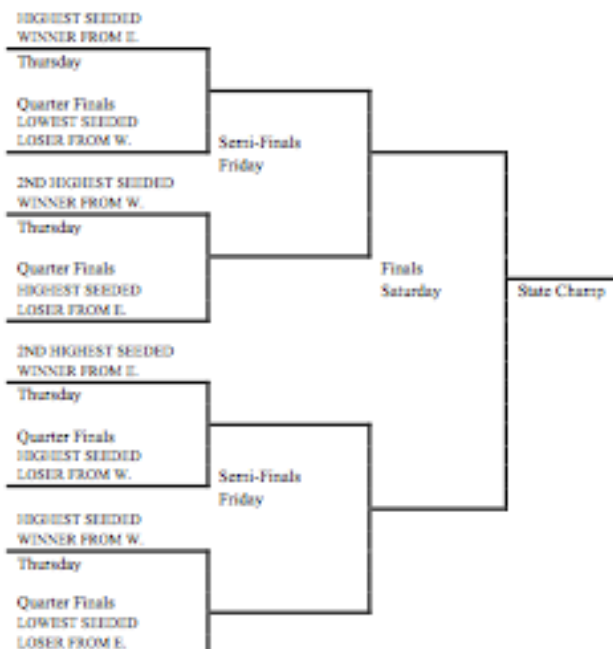 HIGHEST SEEDED
WINNER FROM E.
Thursday
Quarter Finals
LOWEST SEEDED
LOSER FROM W.
Semi-Finals
Friday
2ND HIGHEST SEEDED
WINNER FROM W.
Thursday
Quarter Finals
HIGHEST SEEDED
LOSER FROM E.
Finals
Saturday
State Champ
2ND HIGHEST SEEDED
WINNER FROM E.
Thursday
Quarter Finals
HIGHEST SEEDED
LOSER FROM W.
Semi-Finals
Friday
HIGHEST SEEDED
WINNER FROM W.
Thursday
Quarter Finals
LOWEST SEEDED
LOSER FROM E.